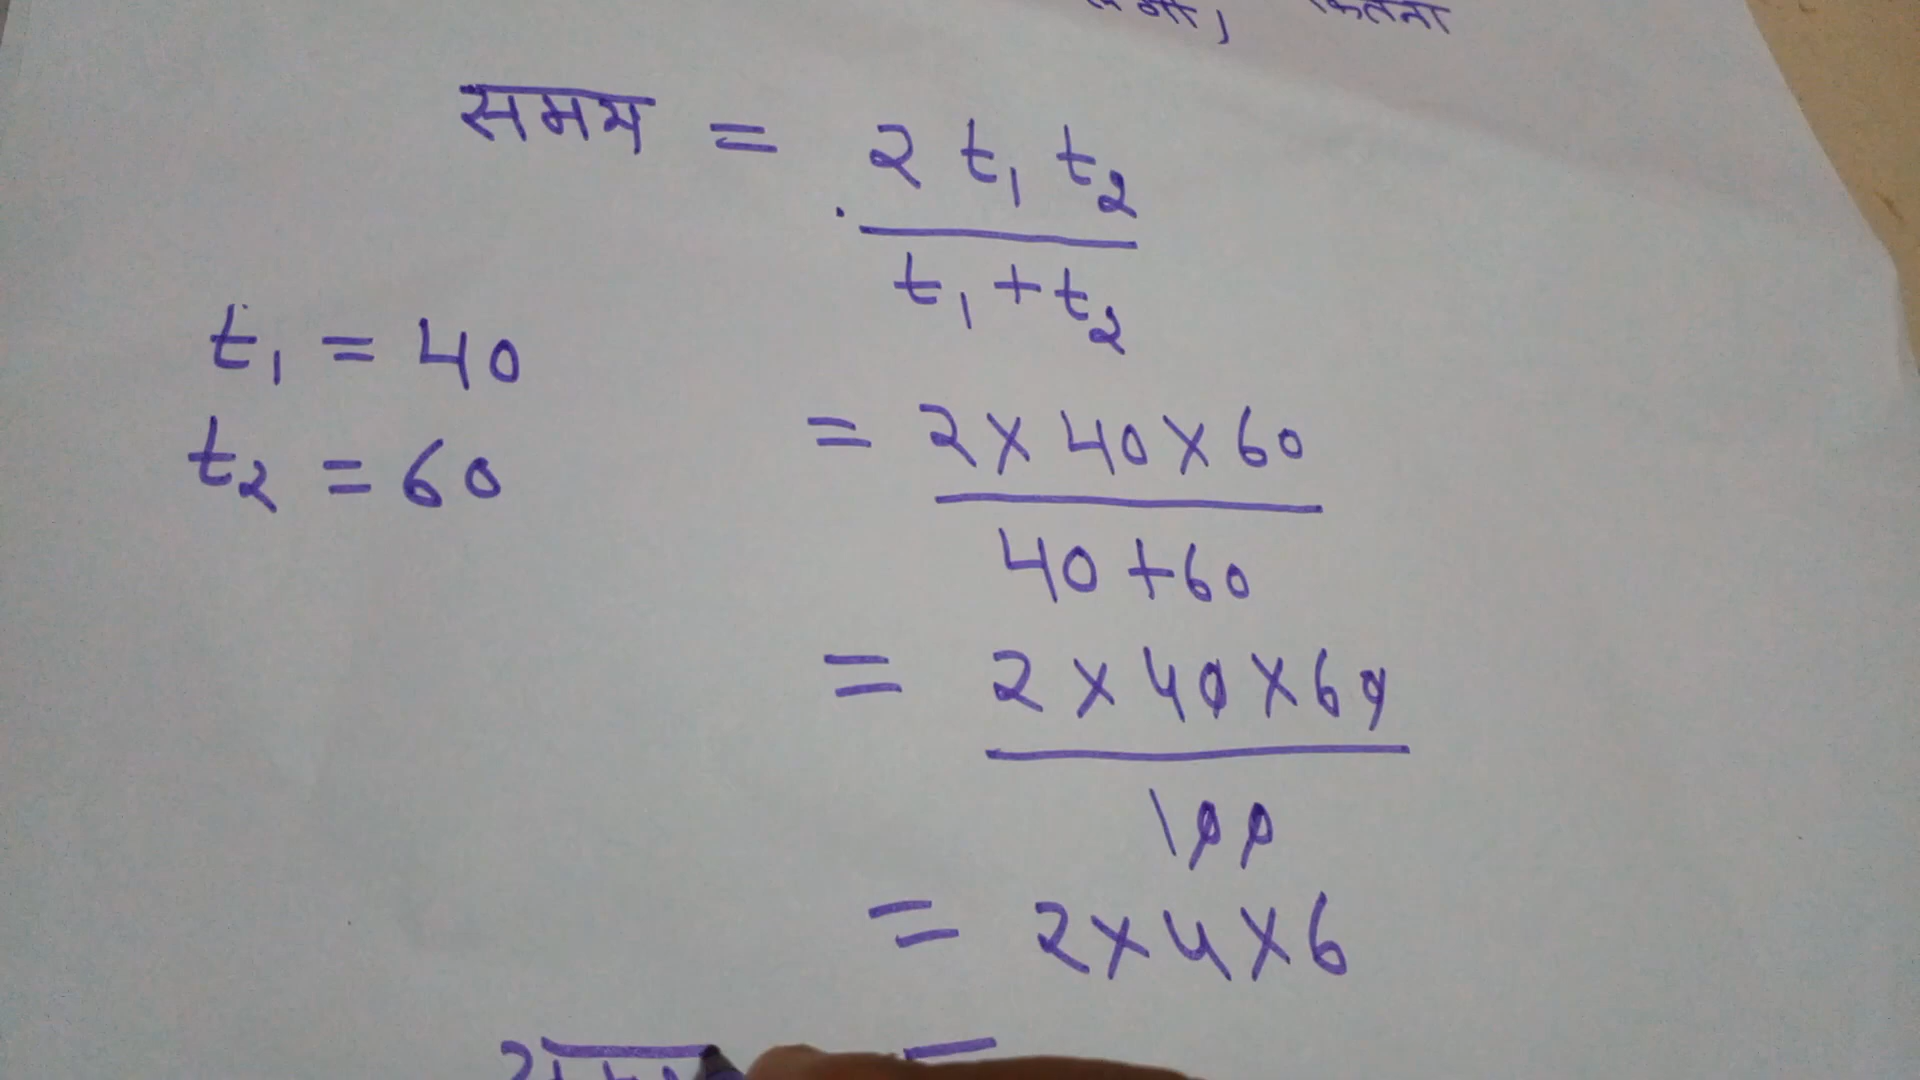 कितना
समय = 2 t₁ t₂
t₁ + t₂
t₁ = 40
t₂ = 60
= 2 × 40 × 60
40 + 60
= 2 × 40 × 60
100
= 2 × 4 × 6
=